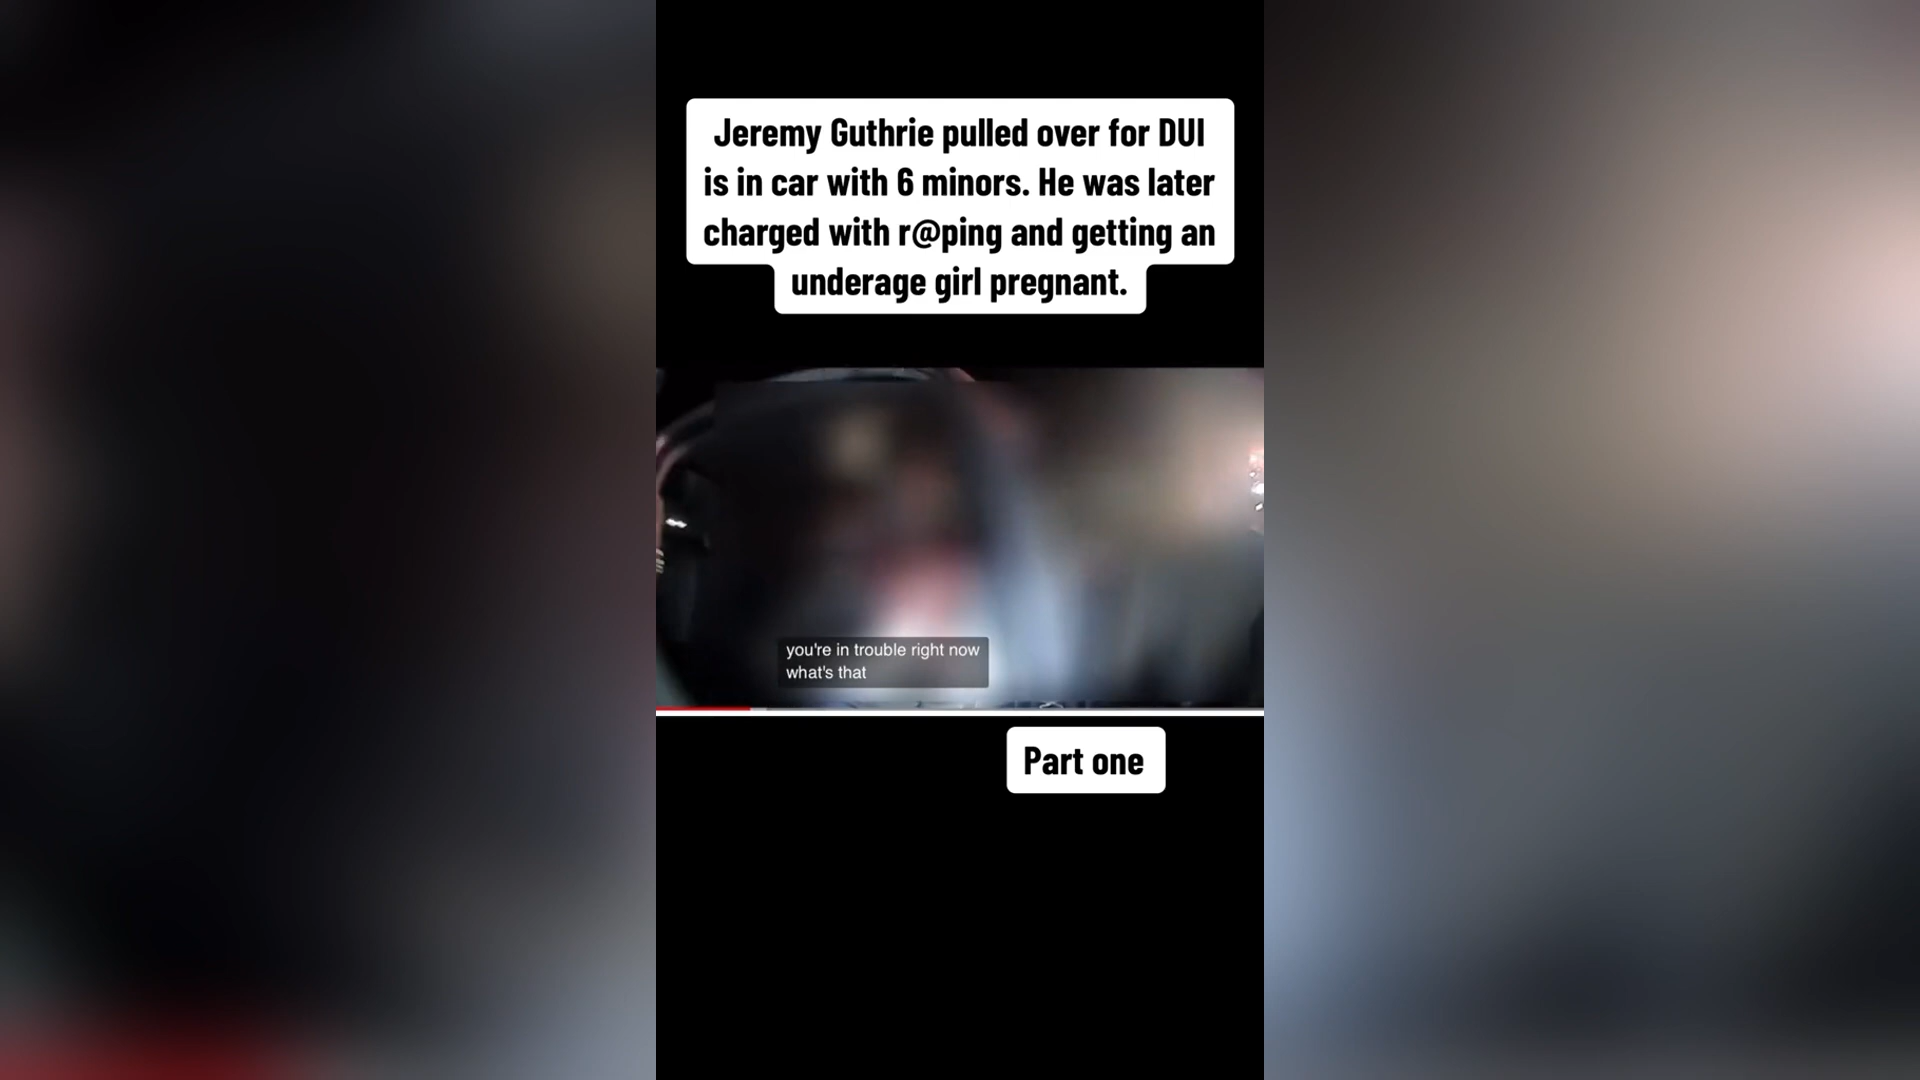 Jeremy Guthrie pulled over for DUI
is in car with 6 minors. He was later
charged with r@ping and getting an
underage girl pregnant.
you're in trouble right now
what's that
Part one